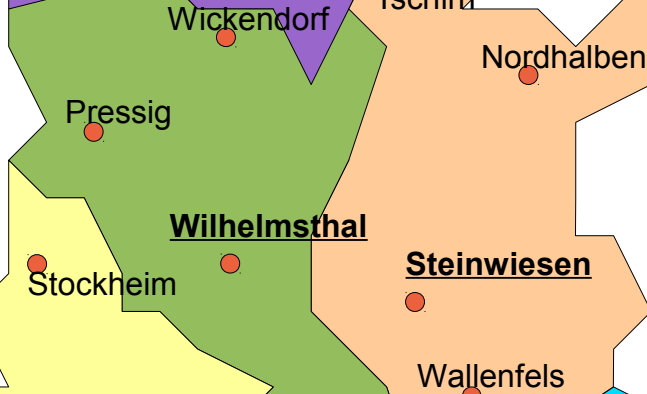 Wickendorf
Nordhalben
Pressig
Wilhelmsthal
Steinwiesen
Stockheim
Wallenfels